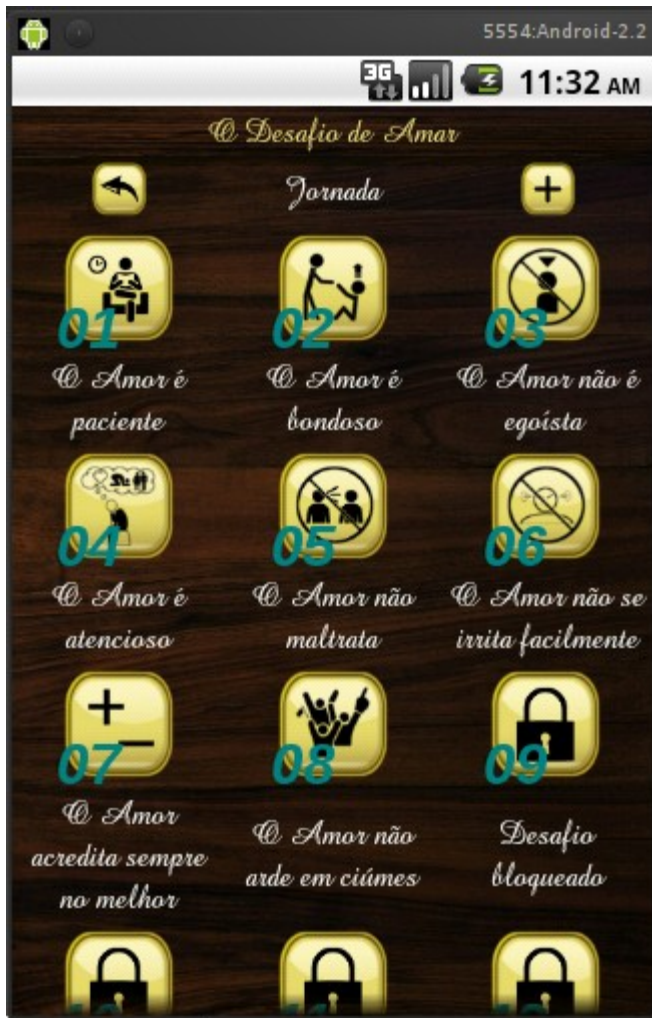 5554:Android-2.2
3G 11:32 AM
O Desafio de Amar
Jornada
+
01
02
03
O Amor é
paciente
O Amor é
bondoso
O Amor não é
egoísta
04
05
06
O Amor é
atencioso
O Amor não
maltrata
O Amor não se
irrita facilmente
07
08
09
O Amor
acredita sempre
no melhor
O Amor não
arde em ciúmes
Desafio
bloqueado